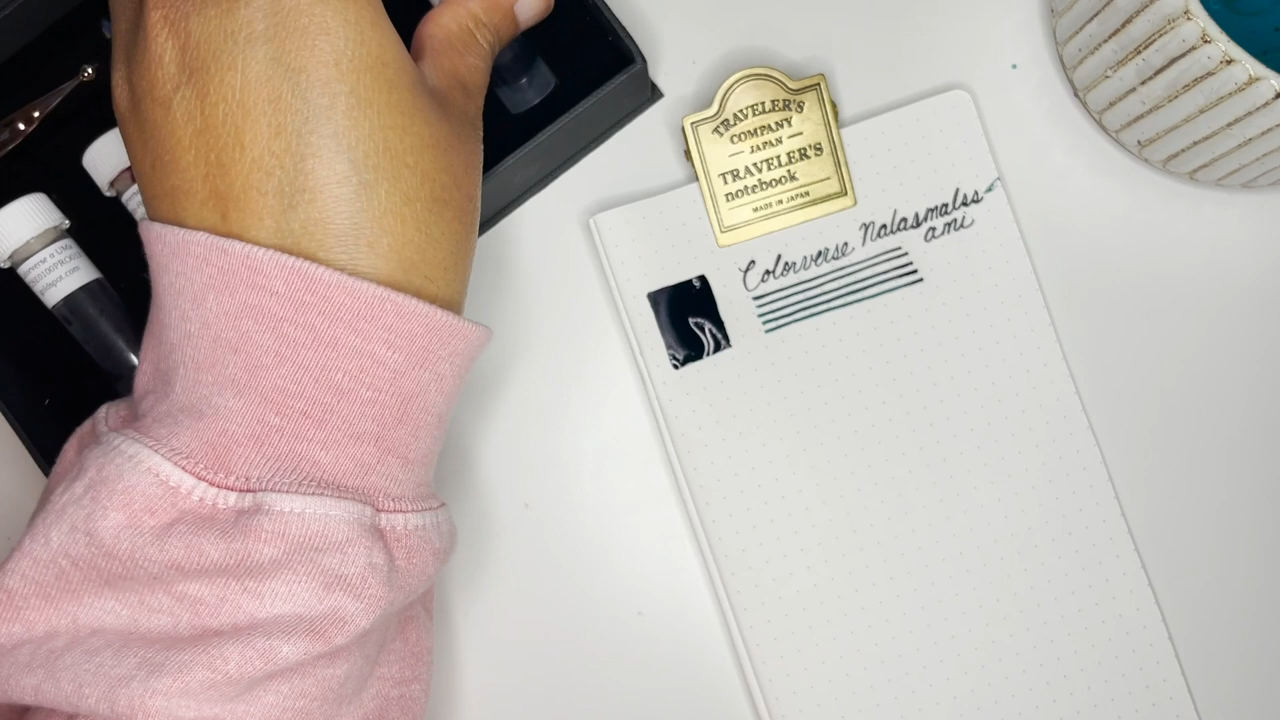 TRAVELER'S
COMPANY
JAPAN
TRAVELER'S
notebook
MADE IN JAPAN
Colorverse Nalasmalss
ami